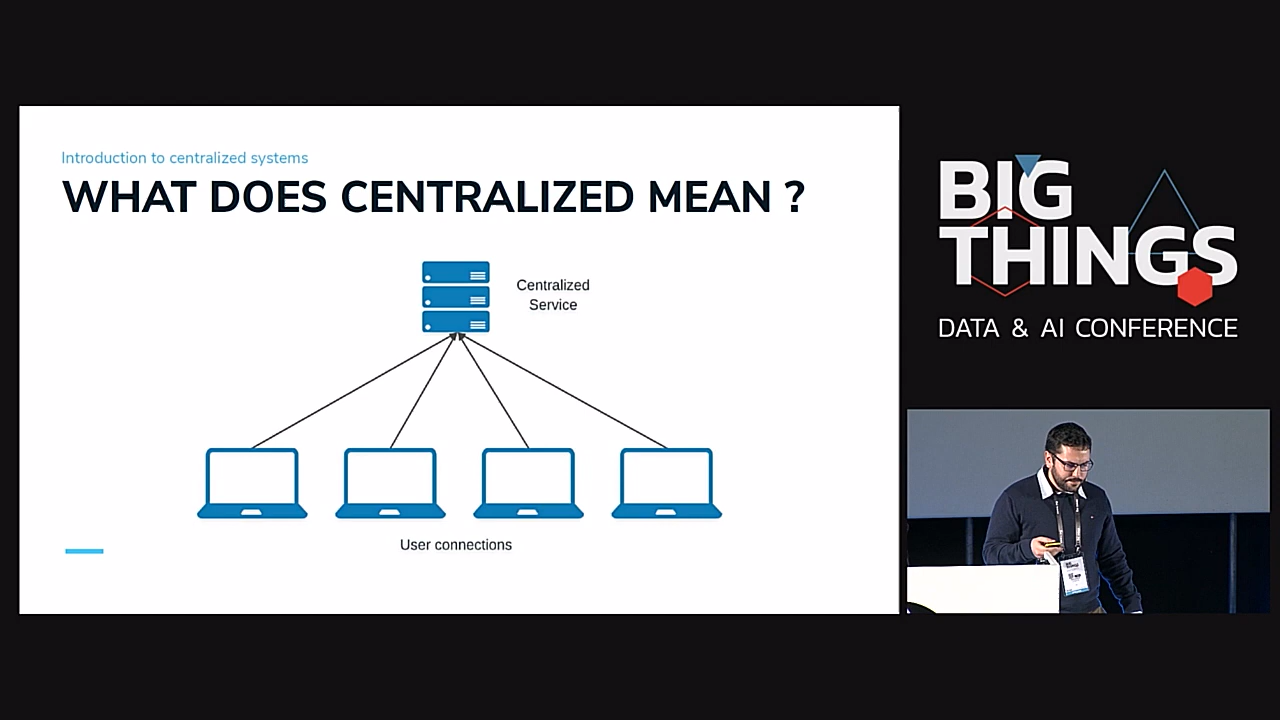 Introduction to centralized systems
WHAT DOES CENTRALIZED MEAN ?
Centralized
Service
User connections
BIG
THINGS
DATA & AI CONFERENCE